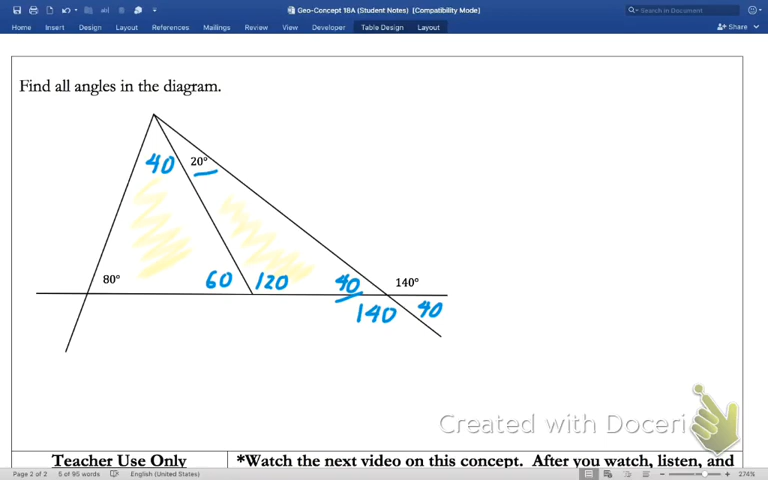 Geo-Concept 18A (Student Notes) [Compatibility Mode]
Search in Document
Home Insert Design Layout References Mailings Review View Developer Table Design Layout
Share
Find all angles in the diagram.
40 20°
80° 60 120 40 140°
140 40
Created with Doceri
Teacher Use Only
*Watch the next video on this concept. After you watch, listen, and
Page 2 of 2 5 of 95 words English (United States) 274%